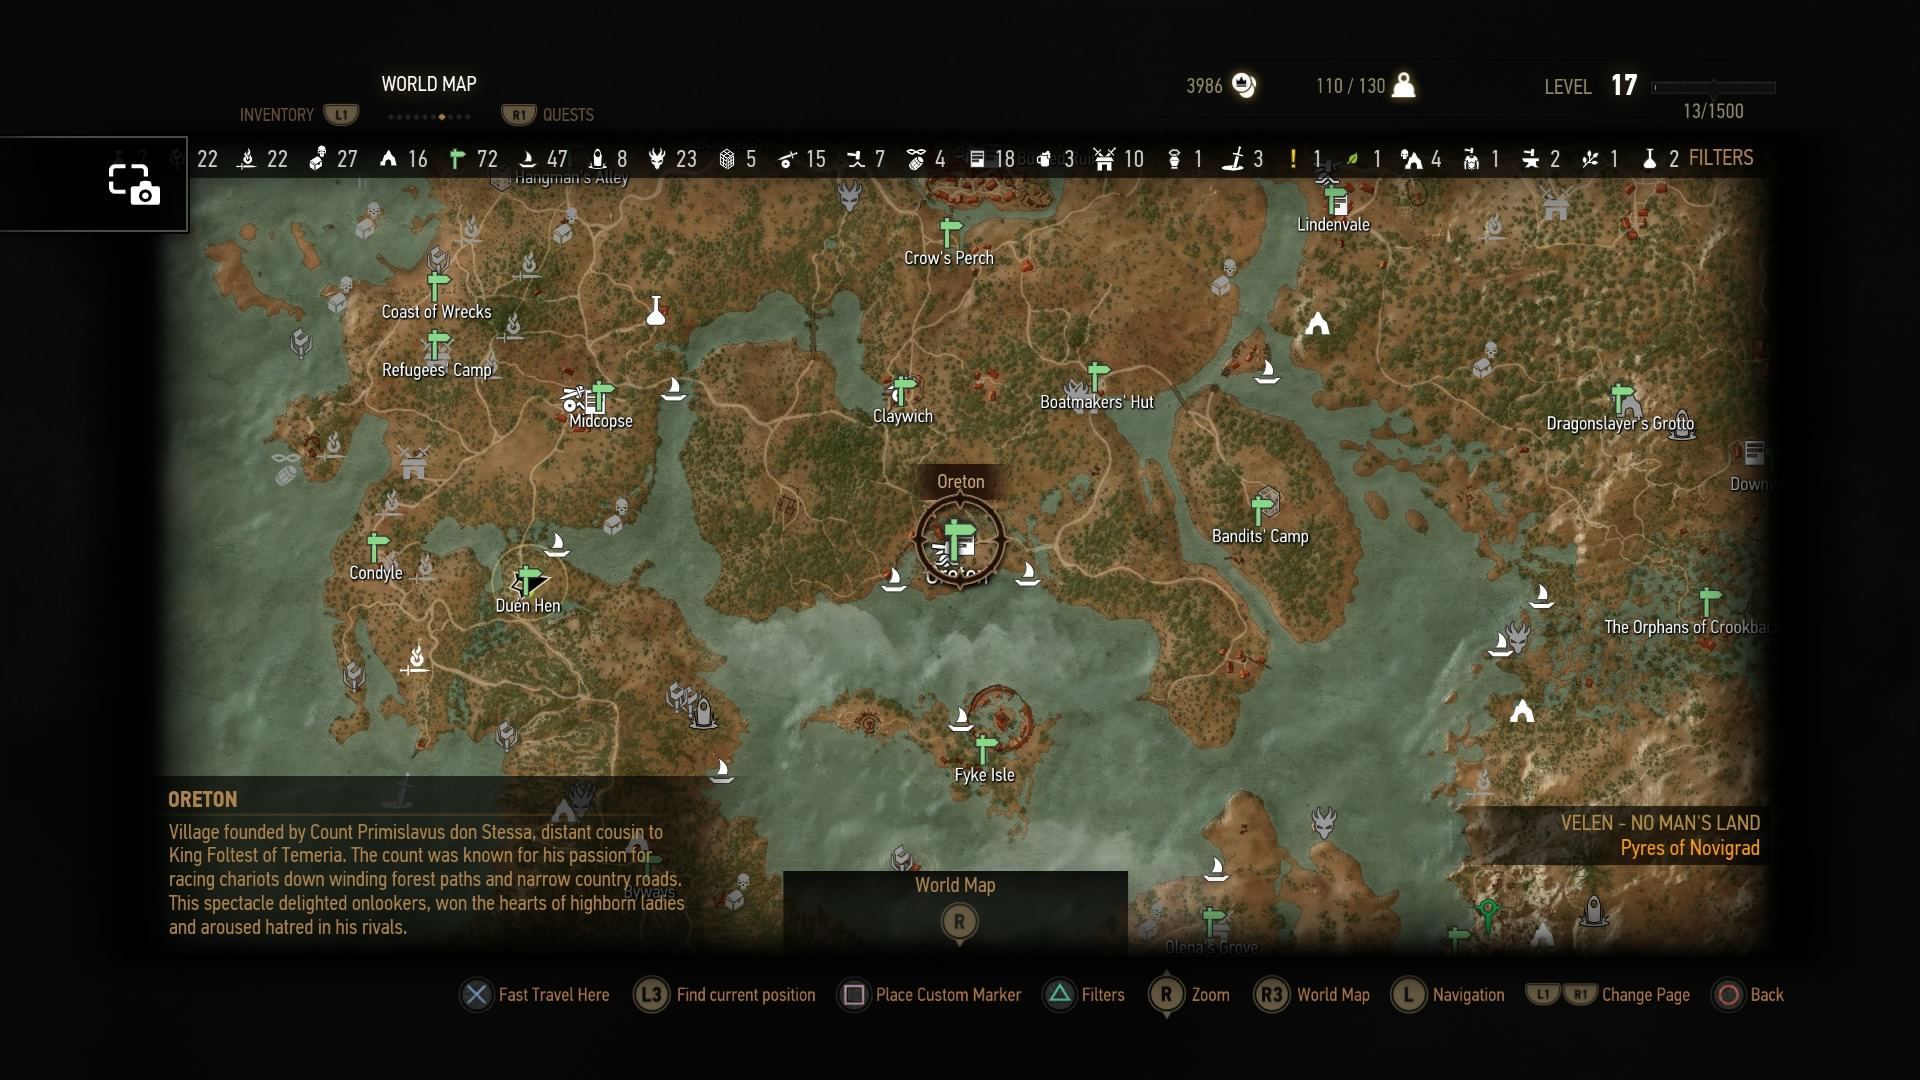 WORLD MAP
3986
110 / 130
LEVEL 17
13/1500
INVENTORY L1
R1 QUESTS
22 22 27 16 72 47 8 23 5 15 7 4 18 3 10 1 3 1 1 4 1 2 1 2 FILTERS
Hangman's Alley
Lindenvale
Crow's Perch
Coast of Wrecks
Refugees' Camp
Midcopse
Claywich
Boatmakers' Hut
Dragonslayer's Grotto
Oreton
Downw
Bandits' Camp
Oreton
Condyle
Duén Hen
The Orphans of Crookbac
Fyke Isle
ORETON
Village founded by Count Primislavus don Stessa, distant cousin to
King Foltest of Temeria. The count was known for his passion for
racing chariots down winding forest paths and narrow country roads.
This spectacle delighted onlookers, won the hearts of highborn ladies
and aroused hatred in his rivals.
Byways
VELEN - NO MAN'S LAND
Pyres of Novigrad
World Map
R
Olena's Grove
Fast Travel Here L3 Find current position Place Custom Marker Filters R Zoom R3 World Map L Navigation L1 R1 Change Page Back